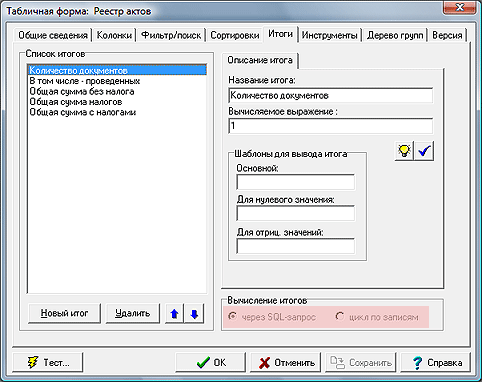 Табличная форма: Реестр актов
Общие сведения Колонки Фильтр/поиск Сортировки Итоги Инструменты Дерево групп Версия
Список итогов
Количество документов
В том числе - проведенных
Общая сумма без налога
Общая сумма налогов
Общая сумма с налогами
Новый итог Удалить
Описание итога
Название итога:
Количество документов
Вычисляемое выражение :
1
Шаблоны для вывода итога
Основной:
Для нулевого значения:
Для отриц. значений:
Вычисление итогов
через SQL-запрос цикл по записям
Тест... OK Отменить Сохранить Справка